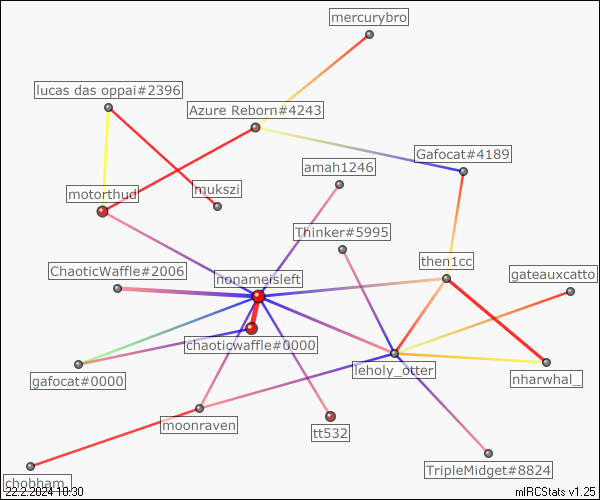 mercurybro
lucas das oppai#2396
Azure Reborn#4243
Gafocat#4189
amah1246
motorthud
mukszi
Thinker#5995
then1cc
ChaoticWaffle#2006
nonameisleft
gateauxcatto
chaoticwaffle#0000
leholy_otter
gafocat#0000
nharwhal_
moonraven
tt532
TripleMidget#8824
chobham_
22.2.2024 10:30
mIRCStats v1.25